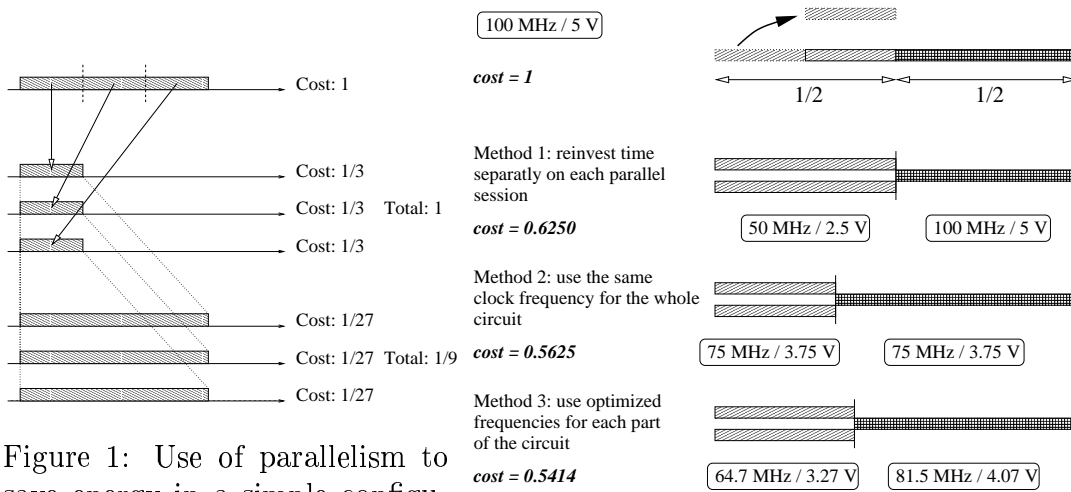 Cost: 1
Cost: 1/3
Cost: 1/3 Total: 1
Cost: 1/3
Cost: 1/27
Cost: 1/27 Total: 1/9
Cost: 1/27
Figure 1: Use of parallelism to
save energy in a simple configu-
100 MHz / 5 V
cost = 1
1/2 1/2
Method 1: reinvest time
separatly on each parallel
session
cost = 0.6250
50 MHz / 2.5 V 100 MHz / 5 V
Method 2: use the same
clock frequency for the whole
circuit
cost = 0.5625
75 MHz / 3.75 V 75 MHz / 3.75 V
Method 3: use optimized
frequencies for each part
of the circuit
cost = 0.5414
64.7 MHz / 3.27 V 81.5 MHz / 4.07 V